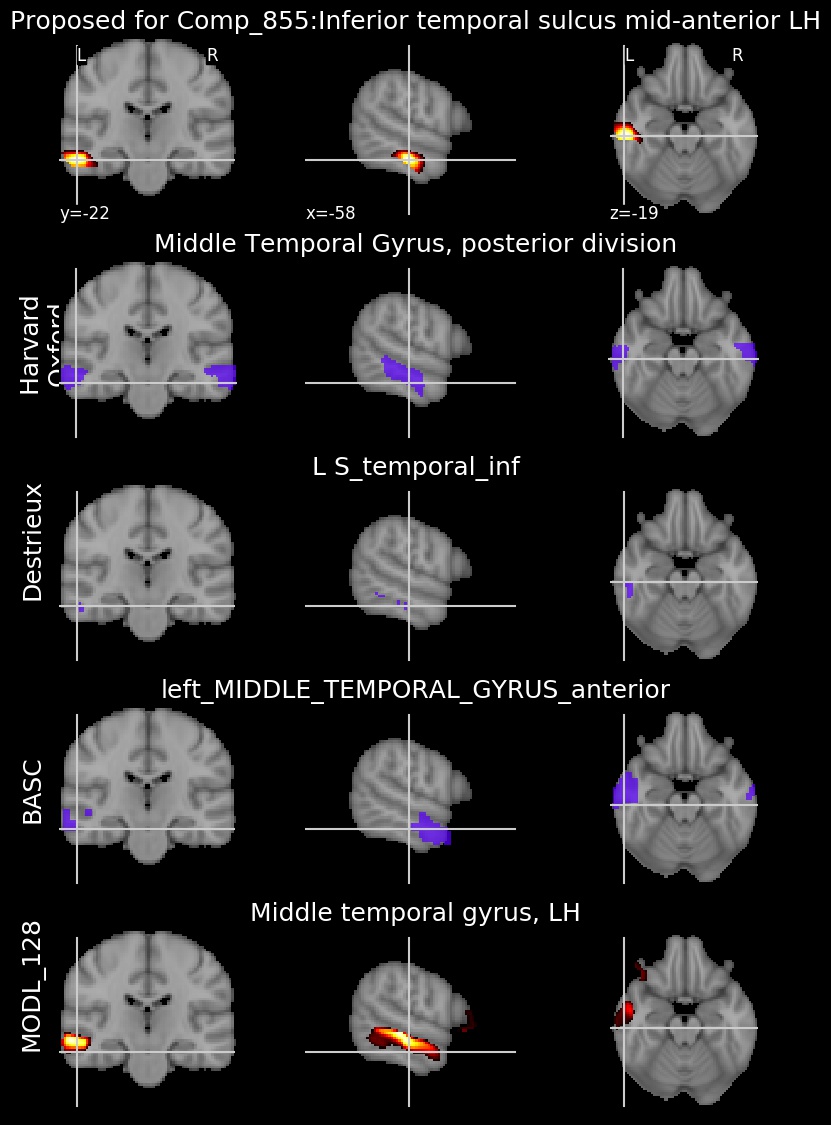 Proposed for Comp_855:Inferior temporal sulcus mid-anterior LH
L R L R
y=-22 x=-58 z=-19
Middle Temporal Gyrus, posterior division
Harvard
Oxford
L S_temporal_inf
Destrieux
left_MIDDLE_TEMPORAL_GYRUS_anterior
BASC
Middle temporal gyrus, LH
MODL_128